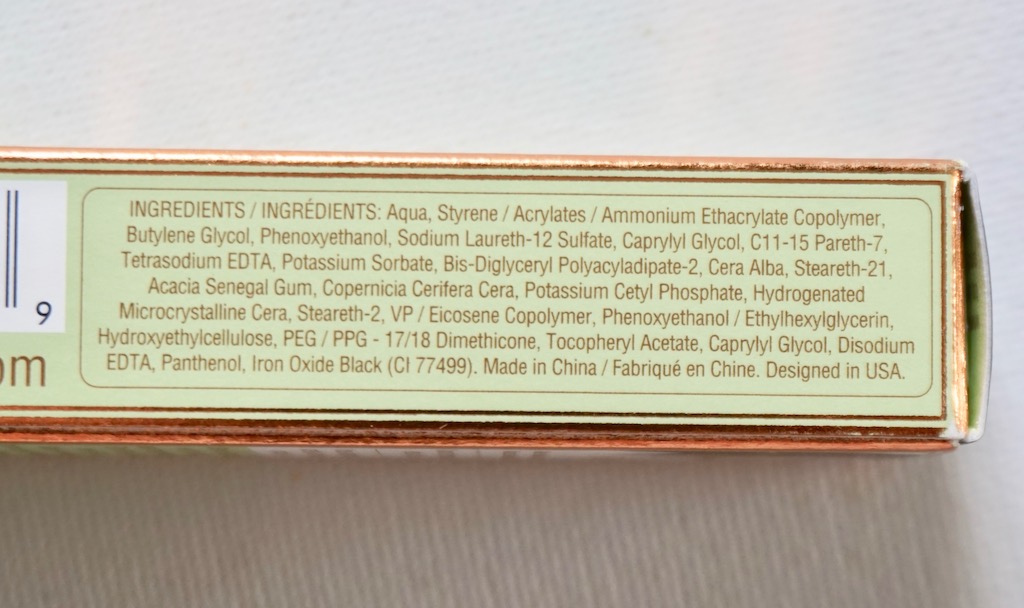 INGREDIENTS / INGRÉDIENTS: Aqua, Styrene / Acrylates / Ammonium Ethacrylate Copolymer,
Butylene Glycol, Phenoxyethanol, Sodium Laureth-12 Sulfate, Caprylyl Glycol, C11-15 Pareth-7,
Tetrasodium EDTA, Potassium Sorbate, Bis-Diglyceryl Polyacyladipate-2, Cera Alba, Steareth-21,
Acacia Senegal Gum, Copernicia Cerifera Cera, Potassium Cetyl Phosphate, Hydrogenated
Microcrystalline Cera, Steareth-2, VP / Eicosene Copolymer, Phenoxyethanol / Ethylhexylglycerin,
Hydroxyethylcellulose, PEG / PPG - 17/18 Dimethicone, Tocopheryl Acetate, Caprylyl Glycol, Disodium
EDTA, Panthenol, Iron Oxide Black (CI 77499). Made in China / Fabriqué en Chine. Designed in USA.
9
om